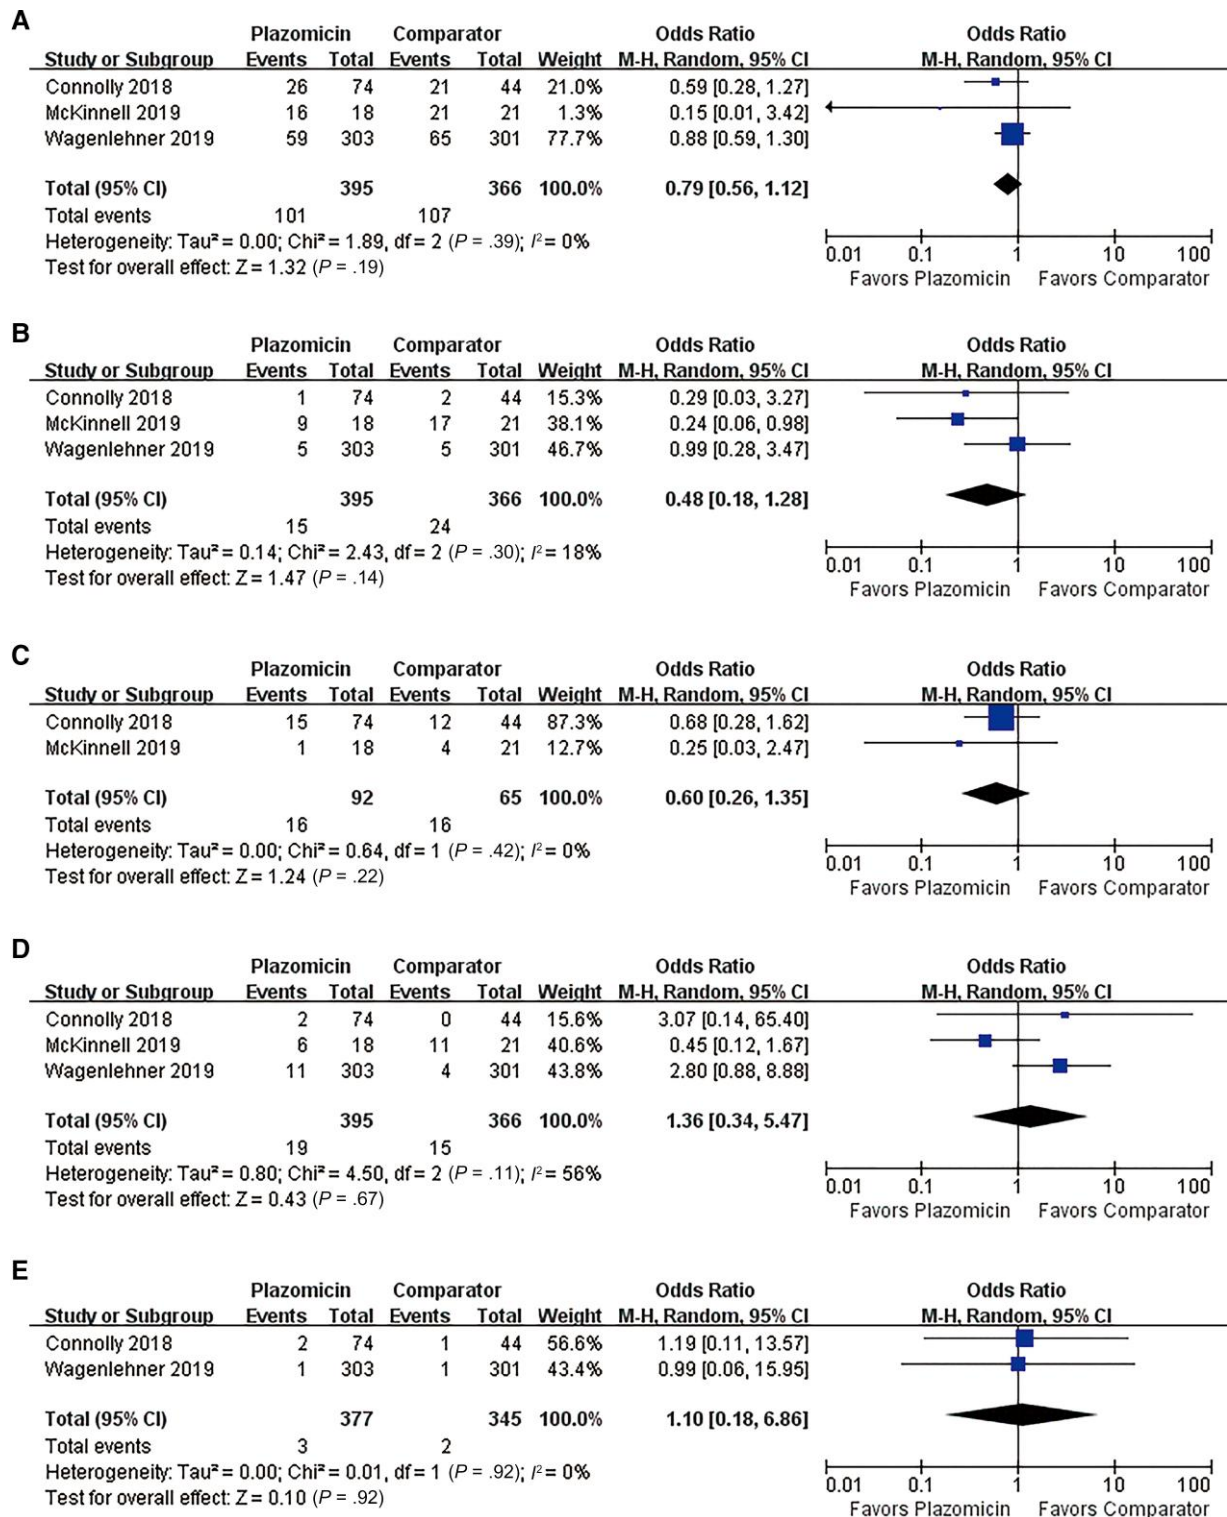 A
Plazomicin Comparator Odds Ratio Odds Ratio
Study or Subgroup Events Total Events Total Weight M-H, Random, 95% CI M-H, Random, 95% CI
Connolly 2018 26 74 21 44 21.0% 0.59 [0.28, 1.27]
McKinnell 2019 16 18 21 21 1.3% 0.15 [0.01, 3.42]
Wagenlehner 2019 59 303 65 301 77.7% 0.88 [0.59, 1.30]
Total (95% CI) 395 366 100.0% 0.79 [0.56, 1.12]
Total events 101 107
Heterogeneity: Tau² = 0.00; Chi² = 1.89, df = 2 (P = .39); I² = 0%
Test for overall effect: Z = 1.32 (P = .19)
0.01 0.1 1 10 100
Favors Plazomicin Favors Comparator
B
Plazomicin Comparator Odds Ratio Odds Ratio
Study or Subgroup Events Total Events Total Weight M-H, Random, 95% CI M-H, Random, 95% CI
Connolly 2018 1 74 2 44 15.3% 0.29 [0.03, 3.27]
McKinnell 2019 9 18 17 21 38.1% 0.24 [0.06, 0.98]
Wagenlehner 2019 5 303 5 301 46.7% 0.99 [0.28, 3.47]
Total (95% CI) 395 366 100.0% 0.48 [0.18, 1.28]
Total events 15 24
Heterogeneity: Tau² = 0.14; Chi² = 2.43, df = 2 (P = .30); I² = 18%
Test for overall effect: Z = 1.47 (P = .14)
0.01 0.1 1 10 100
Favors Plazomicin Favors Comparator
C
Plazomicin Comparator Odds Ratio Odds Ratio
Study or Subgroup Events Total Events Total Weight M-H, Random, 95% CI M-H, Random, 95% CI
Connolly 2018 15 74 12 44 87.3% 0.68 [0.28, 1.62]
McKinnell 2019 1 18 4 21 12.7% 0.25 [0.03, 2.47]
Total (95% CI) 92 65 100.0% 0.60 [0.26, 1.35]
Total events 16 16
Heterogeneity: Tau² = 0.00; Chi² = 0.64, df = 1 (P = .42); I² = 0%
Test for overall effect: Z = 1.24 (P = .22)
0.01 0.1 1 10 100
Favors Plazomicin Favors Comparator
D
Plazomicin Comparator Odds Ratio Odds Ratio
Study or Subgroup Events Total Events Total Weight M-H, Random, 95% CI M-H, Random, 95% CI
Connolly 2018 2 74 0 44 15.6% 3.07 [0.14, 65.40]
McKinnell 2019 6 18 11 21 40.6% 0.45 [0.12, 1.67]
Wagenlehner 2019 11 303 4 301 43.8% 2.80 [0.88, 8.88]
Total (95% CI) 395 366 100.0% 1.36 [0.34, 5.47]
Total events 19 15
Heterogeneity: Tau² = 0.80; Chi² = 4.50, df = 2 (P = .11); I² = 56%
Test for overall effect: Z = 0.43 (P = .67)
0.01 0.1 1 10 100
Favors Plazomicin Favors Comparator
E
Plazomicin Comparator Odds Ratio Odds Ratio
Study or Subgroup Events Total Events Total Weight M-H, Random, 95% CI M-H, Random, 95% CI
Connolly 2018 2 74 1 44 56.6% 1.19 [0.11, 13.57]
Wagenlehner 2019 1 303 1 301 43.4% 0.99 [0.06, 15.95]
Total (95% CI) 377 345 100.0% 1.10 [0.18, 6.86]
Total events 3 2
Heterogeneity: Tau² = 0.00; Chi² = 0.01, df = 1 (P = .92); I² = 0%
Test for overall effect: Z = 0.10 (P = .92)
0.01 0.1 1 10 100
Favors Plazomicin Favors Comparator